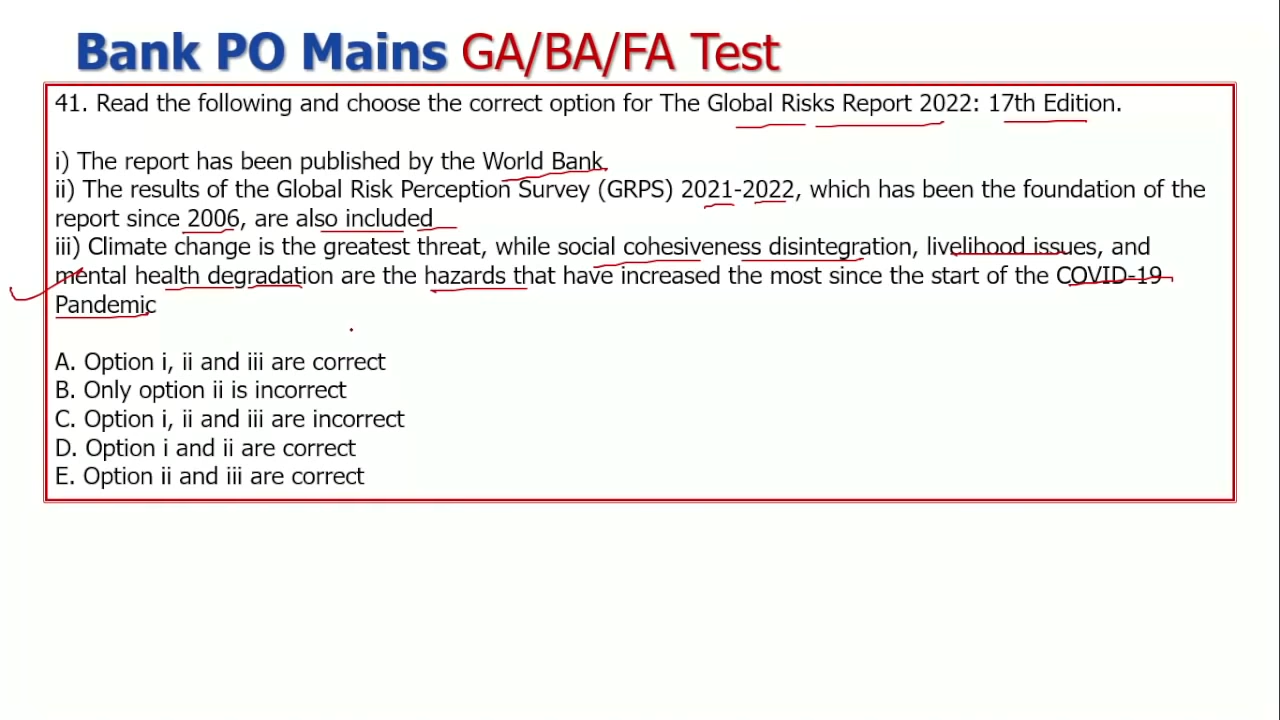 Bank PO Mains GA/BA/FA Test
41. Read the following and choose the correct option for The Global Risks Report 2022: 17th Edition.
i) The report has been published by the World Bank.
ii) The results of the Global Risk Perception Survey (GRPS) 2021-2022, which has been the foundation of the
report since 2006, are also included
iii) Climate change is the greatest threat, while social cohesiveness disintegration, livelihood issues, and
mental health degradation are the hazards that have increased the most since the start of the COVID-19
Pandemic
A. Option i, ii and iii are correct
B. Only option ii is incorrect
C. Option i, ii and iii are incorrect
D. Option i and ii are correct
E. Option ii and iii are correct